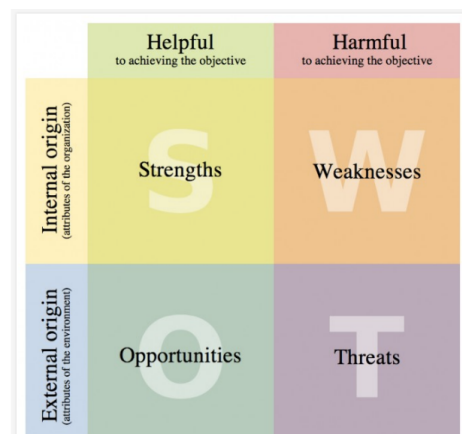 Helpful
to achieving the objective
Harmful
to achieving the objective
Internal origin
(attributes of the organization)
S
Strengths
W
Weaknesses
External origin
(attributes of the environment)
O
Opportunities
T
Threats